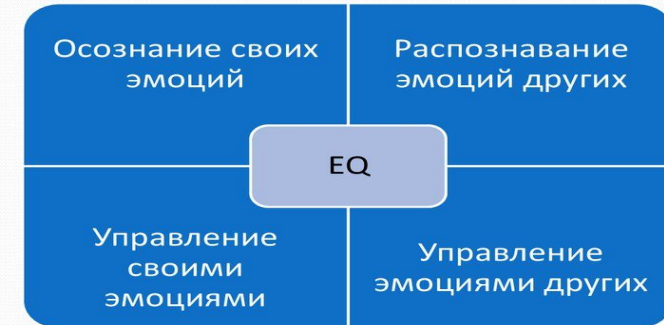 Осознание своих
эмоций
Распознавание
эмоций других
EQ
Управление
своими
эмоциями
Управление
эмоциями других